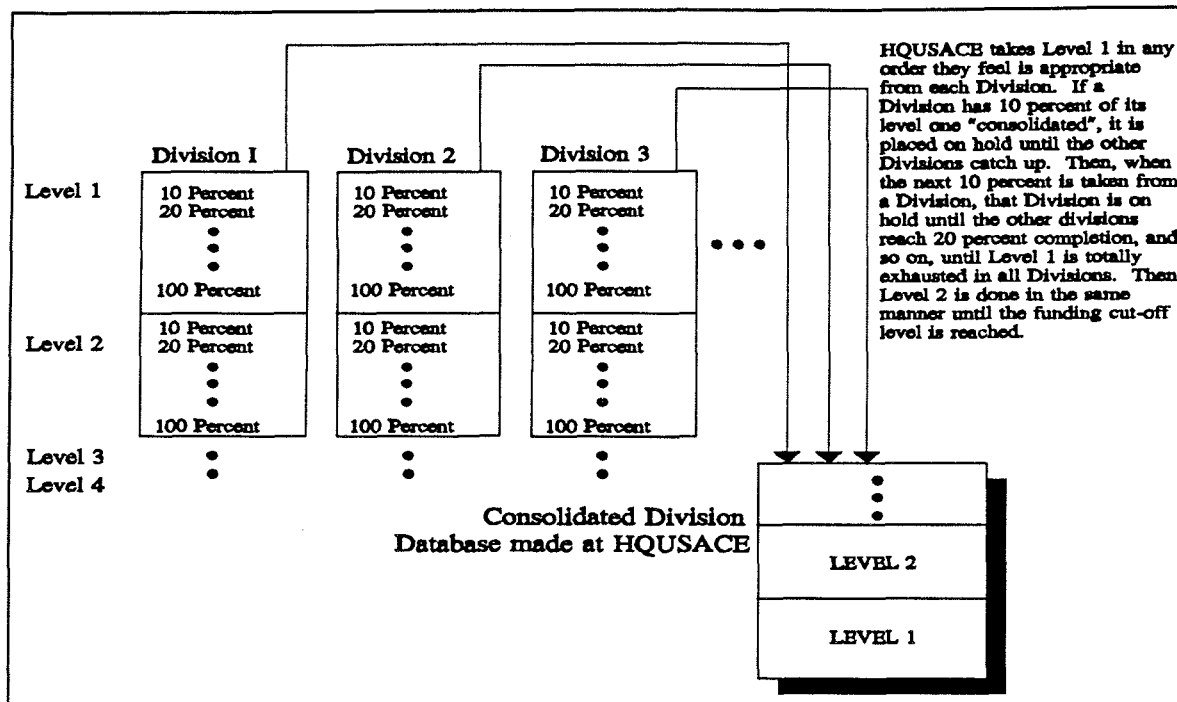 HQUSACE takes Level 1 in any
order they feel is appropriate
from each Division. If a
Division has 10 percent of its
level one "consolidated", it is
placed on hold until the other
Divisions catch up. Then, when
the next 10 percent is taken from
a Division, that Division is on
hold until the other divisions
reach 20 percent completion, and
so on, until Level 1 is totally
exhausted in all Divisions. Then
Level 2 is done in the same
manner until the funding cut-off
level is reached.
Division 1 Division 2 Division 3
Level 1
10 Percent 10 Percent 10 Percent
20 Percent 20 Percent 20 Percent
100 Percent 100 Percent 100 Percent
Level 2
10 Percent 10 Percent 10 Percent
20 Percent 20 Percent 20 Percent
100 Percent 100 Percent 100 Percent
Level 3
Level 4
Consolidated Division
Database made at HQUSACE
LEVEL 2
LEVEL 1